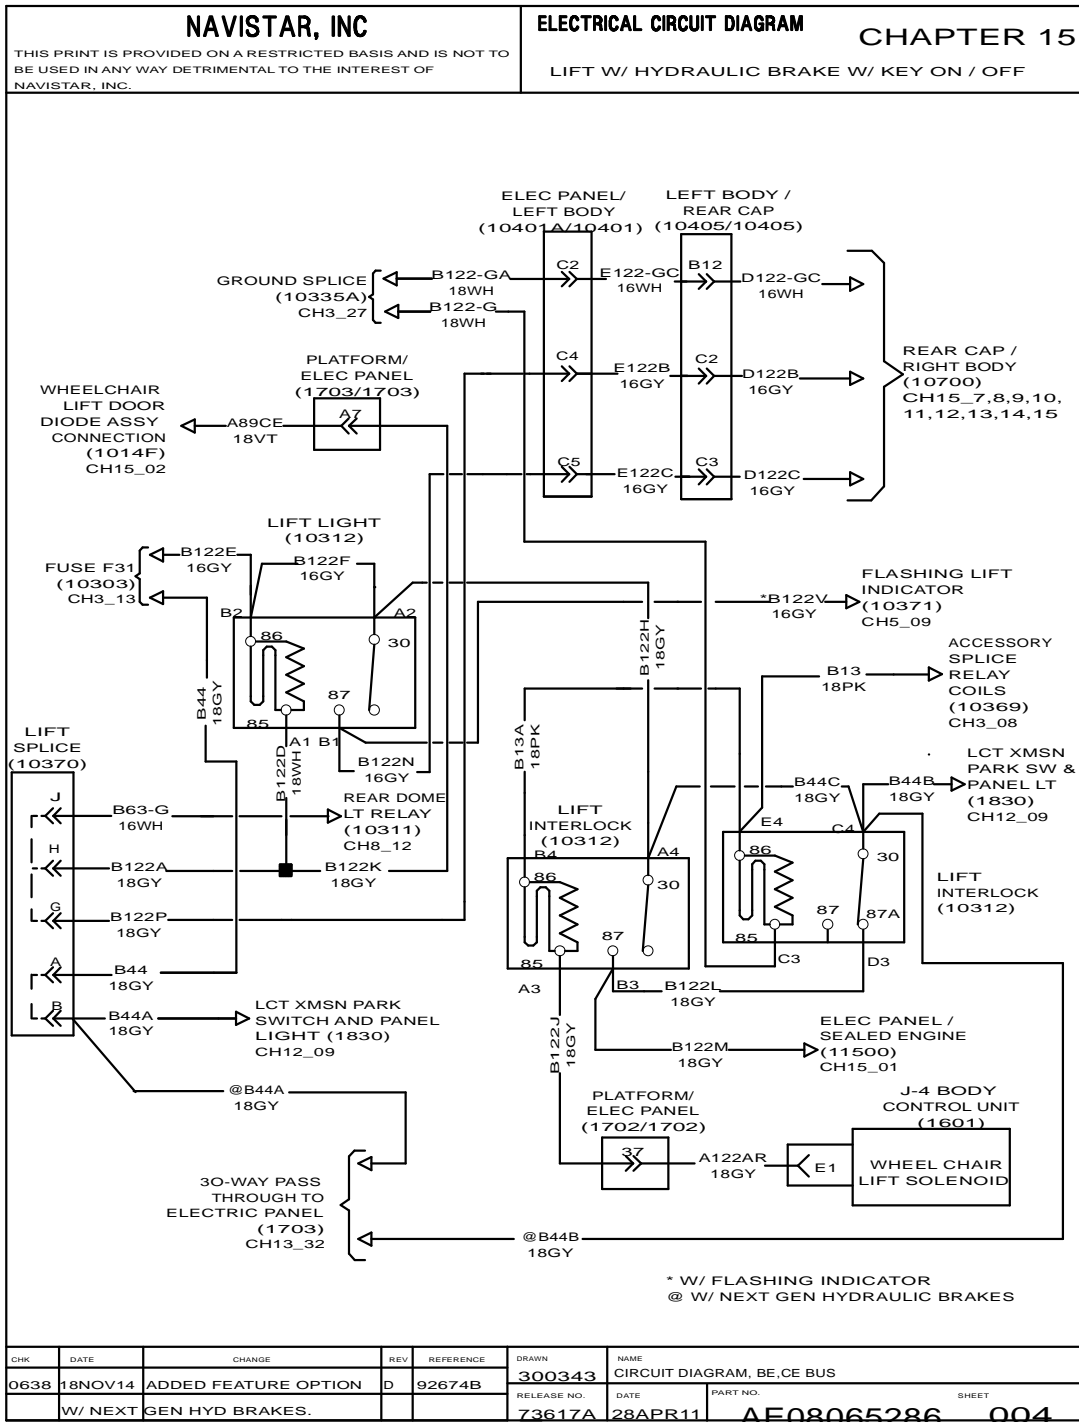 NAVISTAR, INC
THIS PRINT IS PROVIDED ON A RESTRICTED BASIS AND IS NOT TO
BE USED IN ANY WAY DETRIMENTAL TO THE INTEREST OF
NAVISTAR, INC.
ELECTRICAL CIRCUIT DIAGRAM
CHAPTER 15
LIFT W/ HYDRAULIC BRAKE W/ KEY ON / OFF
ELEC PANEL/
LEFT BODY
(10401A/10401)
LEFT BODY /
REAR CAP
(10405/10405)
GROUND SPLICE
(10335A)
CH3_27
B122-GA
18WH
B122-G
18WH
C2
E122-GC
16WH
B12
D122-GC
16WH
C4
E122B
16GY
C2
D122B
16GY
C5
E122C
16GY
C3
D122C
16GY
REAR CAP /
RIGHT BODY
(10700)
CH15_7,8,9,10,
11,12,13,14,15
PLATFORM/
ELEC PANEL
(1703/1703)
A7
WHEELCHAIR
LIFT DOOR
DIODE ASSY
CONNECTION
(1014F)
CH15_02
A89CE
18VT
LIFT LIGHT
(10312)
FUSE F31
(10303)
CH3_13
B122E
16GY
B122F
16GY
B2
A2
86
30
87
85
A1
B1
B44
18GY
B122D
18WH
B122N
16GY
B122H
18GY
*B122V
16GY
FLASHING LIFT
INDICATOR
(10371)
CH5_09
B13
18PK
ACCESSORY
SPLICE
RELAY
COILS
(10369)
CH3_08
B13A
18PK
LIFT
SPLICE
(10370)
J
B63-G
16WH
REAR DOME
LT RELAY
(10311)
CH8_12
H
B122A
18GY
B122K
18GY
G
B122P
18GY
A
B44
18GY
B
B44A
18GY
LCT XMSN PARK
SWITCH AND PANEL
LIGHT (1830)
CH12_09
LIFT
INTERLOCK
(10312)
B4
A4
86
30
87
85
A3
B3
B44C
18GY
B44B
18GY
LCT XMSN
PARK SW &
PANEL LT
(1830)
CH12_09
E4
C4
86
30
87
87A
85
C3
D3
LIFT
INTERLOCK
(10312)
B122L
18GY
B122J
18GY
B122M
18GY
ELEC PANEL /
SEALED ENGINE
(11500)
CH15_01
@B44A
18GY
PLATFORM/
ELEC PANEL
(1702/1702)
37
A122AR
18GY
E1
J-4 BODY
CONTROL UNIT
(1601)
WHEEL CHAIR
LIFT SOLENOID
3O-WAY PASS
THROUGH TO
ELECTRIC PANEL
(1703)
CH13_32
@B44B
18GY
* W/ FLASHING INDICATOR
@ W/ NEXT GEN HYDRAULIC BRAKES
CHK DATE CHANGE REV REFERENCE
0638 18NOV14 ADDED FEATURE OPTION D 92674B
W/ NEXT GEN HYD BRAKES.
DRAWN
300343
NAME
CIRCUIT DIAGRAM, BE,CE BUS
RELEASE NO.
73617A
DATE
28APR11
PART NO.
AE08065286
SHEET
004